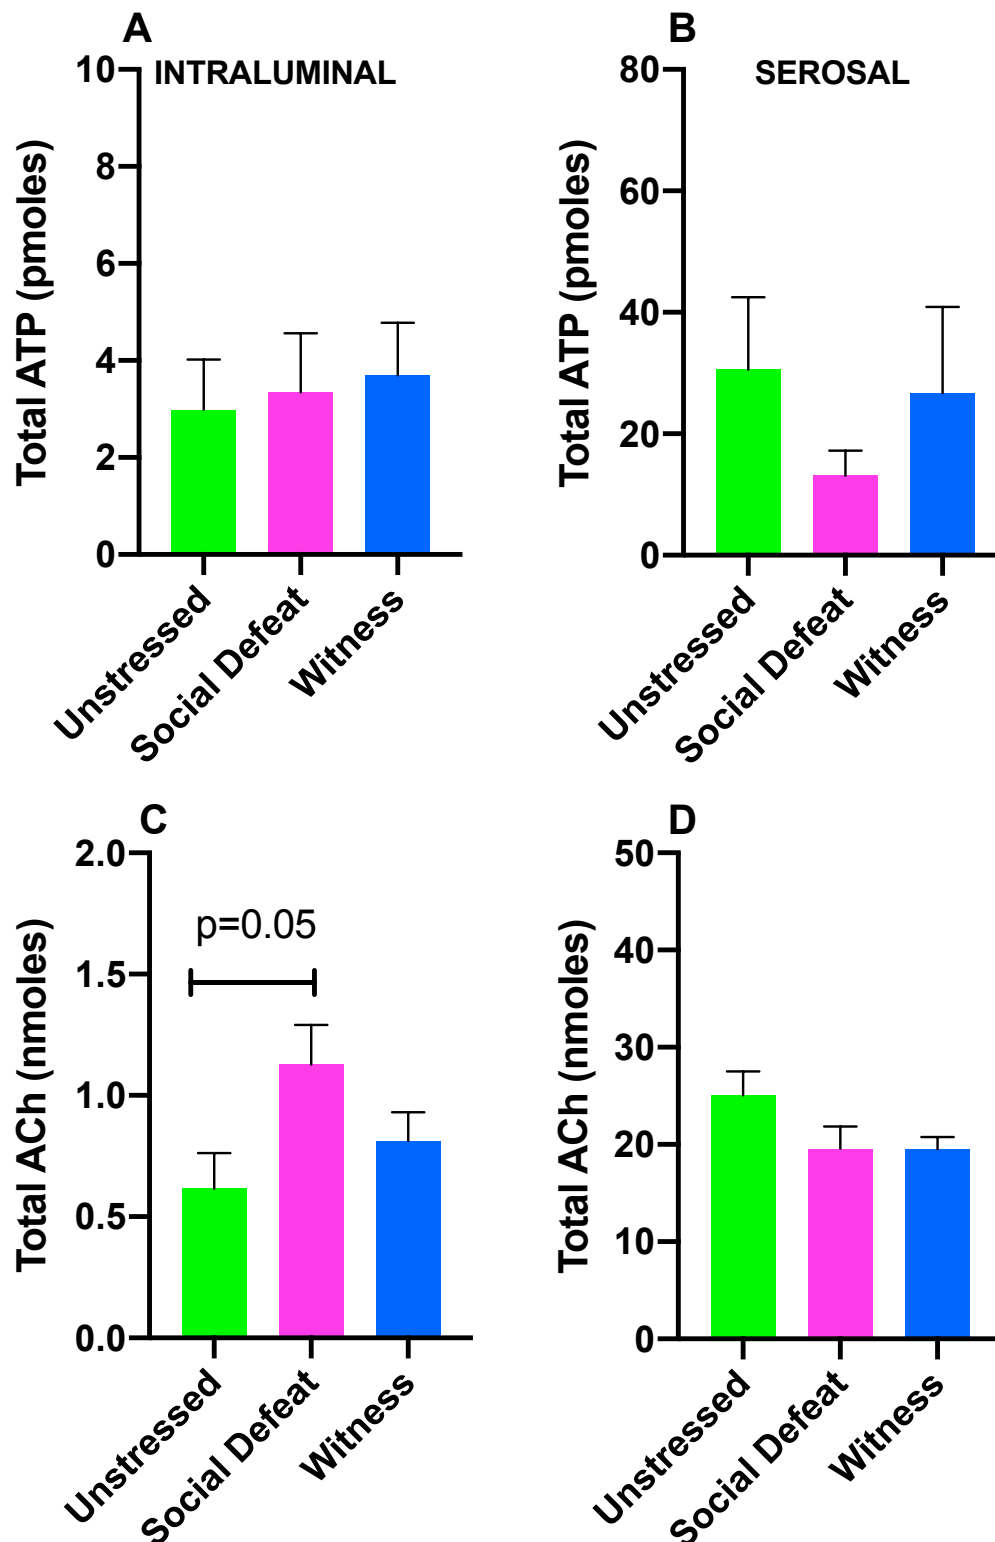 A
INTRALUMINAL
Total ATP (pmoles)
10
8
6
4
2
0
Unstressed
Social Defeat
Witness
B
SEROSAL
Total ATP (pmoles)
80
60
40
20
0
Unstressed
Social Defeat
Witness
C
Total ACh (nmoles)
2.0
1.5
1.0
0.5
0.0
p=0.05
Unstressed
Social Defeat
Witness
D
Total ACh (nmoles)
50
40
30
20
10
0
Unstressed
Social Defeat
Witness